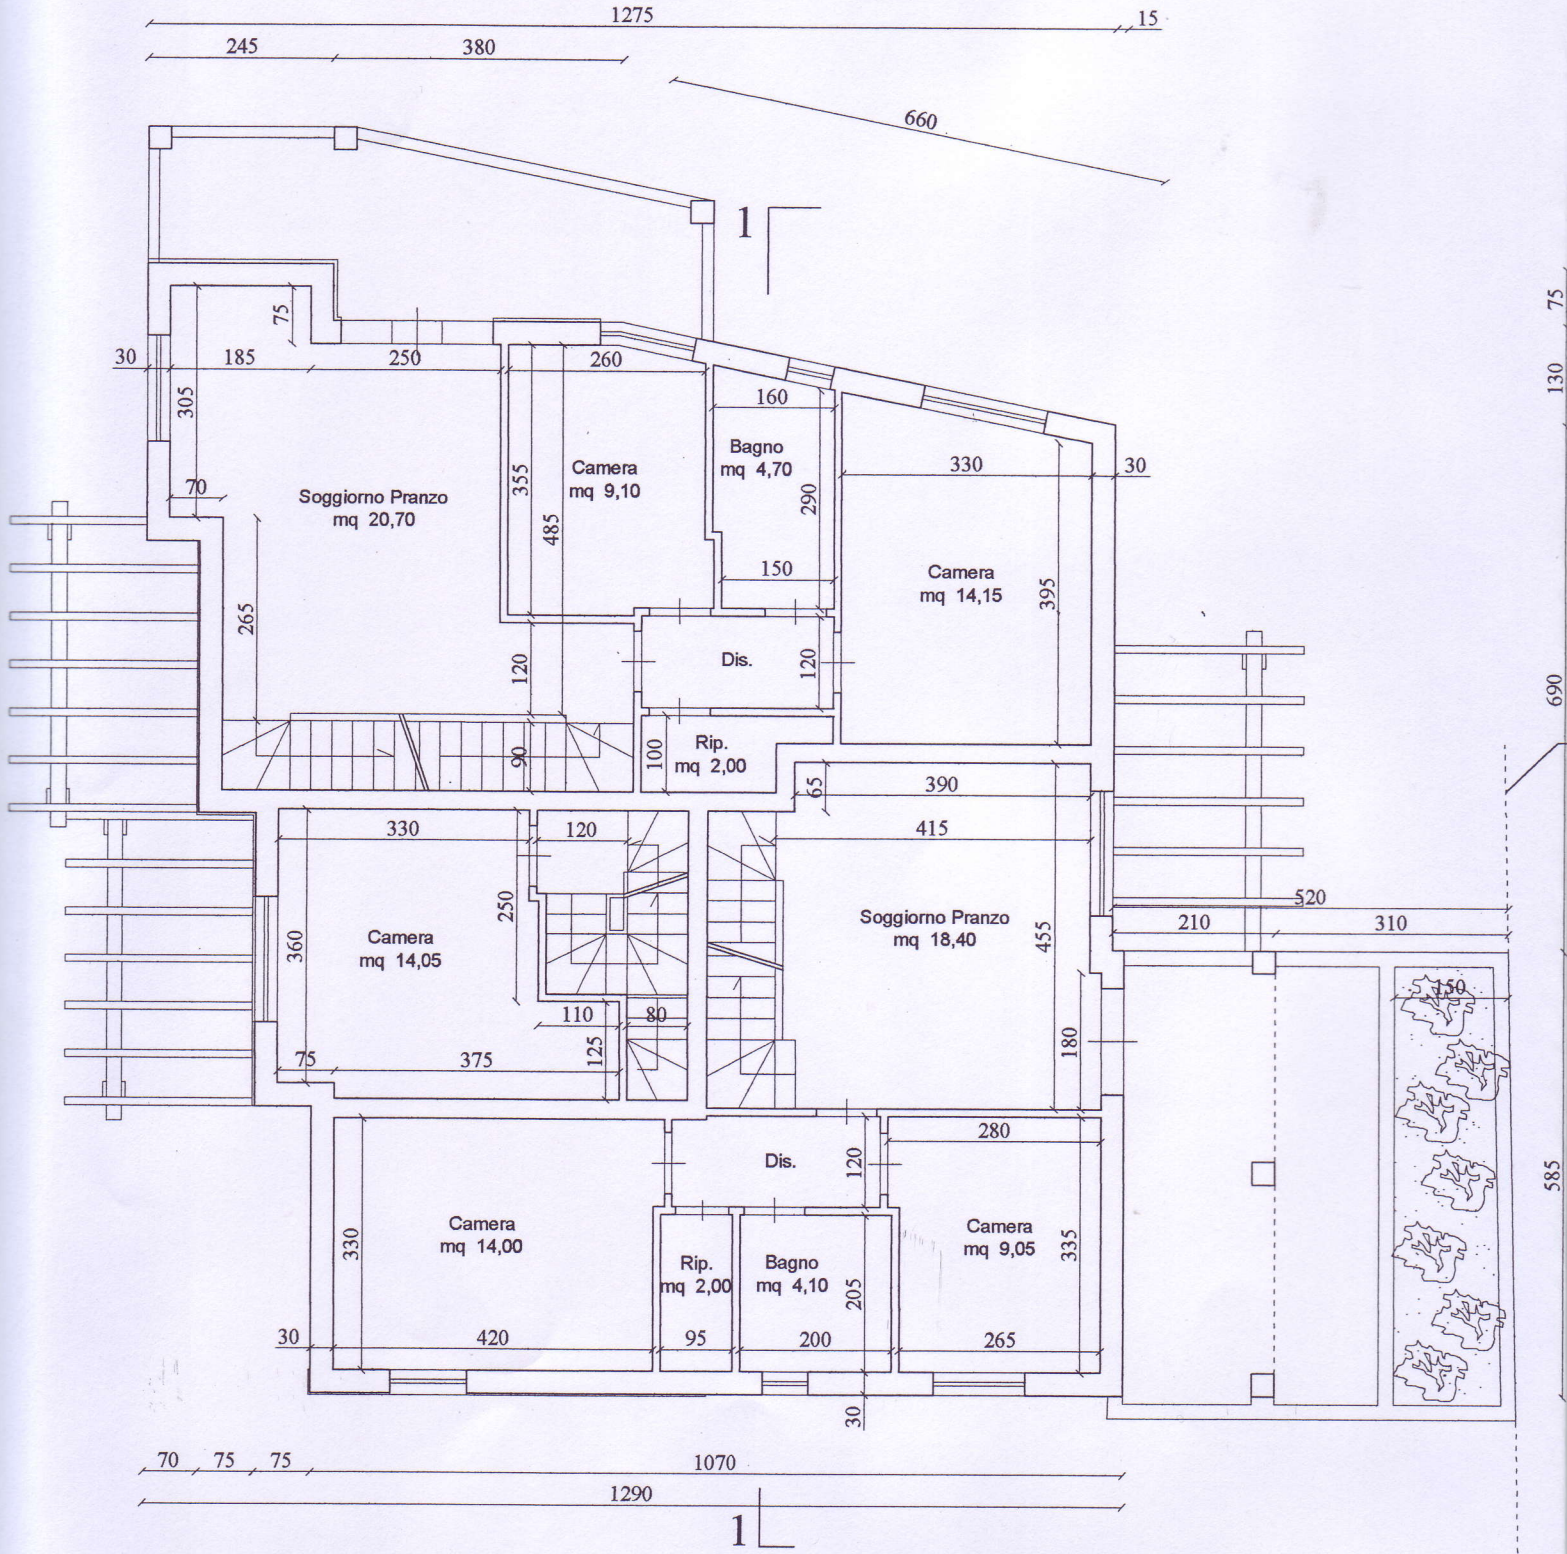 1275
15
245
380
660
1
75
75
30
185
250
260
130
160
305
355
Bagno
mq 4,70
330
30
Camera
mq 9,10
70
Soggiorno Pranzo
mq 20,70
290
485
150
Camera
mq 14,15
395
265
120
Dis.
120
690
90
100
Rip.
mq 2,00
65
390
330
120
415
250
520
Soggiorno Pranzo
mq 18,40
455
210
310
360
Camera
mq 14,05
150
110
80
180
75
375
125
280
Dis.
120
585
330
Camera
mq 14,00
Camera
mq 9,05
335
Rip.
mq 2,00
Bagno
mq 4,10
205
30
420
95
200
265
30
70
75
75
1070
1290
1